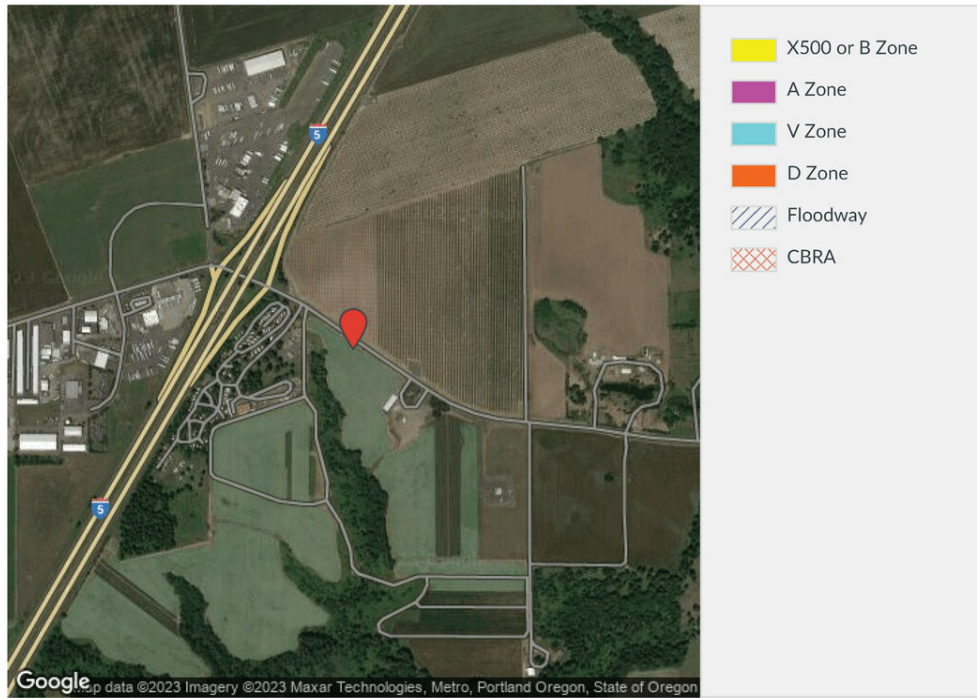 X500 or B Zone
A Zone
V Zone
D Zone
Floodway
CBRA
5
5
Google
data ©2023 Imagery ©2023 Maxar Technologies, Metro, Portland Oregon, State of Oregon